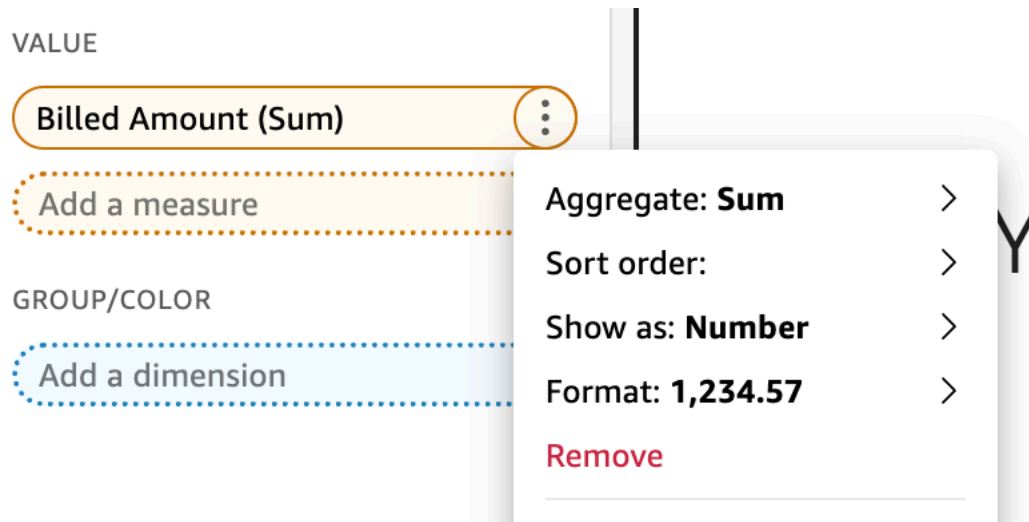 VALUE
Billed Amount (Sum)
Add a measure
GROUP/COLOR
Add a dimension
Aggregate: Sum
Sort order:
Show as: Number
Format: 1,234.57
Remove
Y